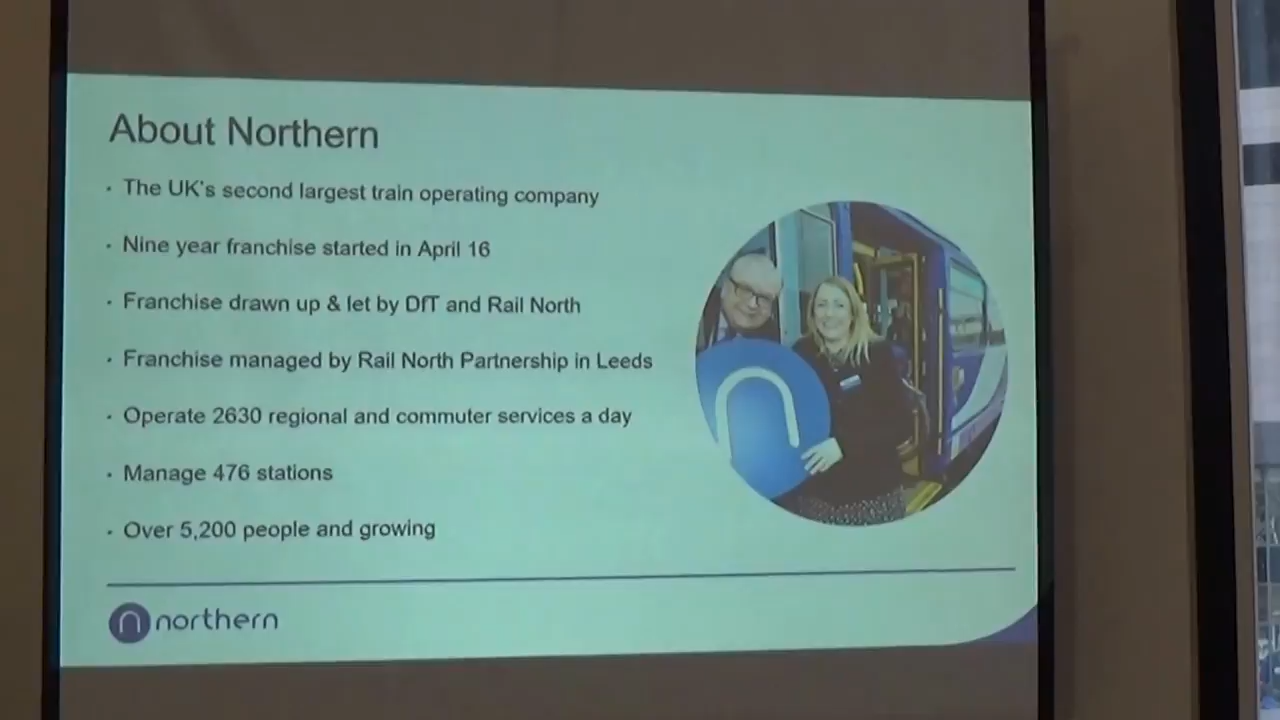 About Northern
· The UK's second largest train operating company
· Nine year franchise started in April 16
· Franchise drawn up & let by DfT and Rail North
· Franchise managed by Rail North Partnership in Leeds
· Operate 2630 regional and commuter services a day
· Manage 476 stations
· Over 5,200 people and growing
n northern